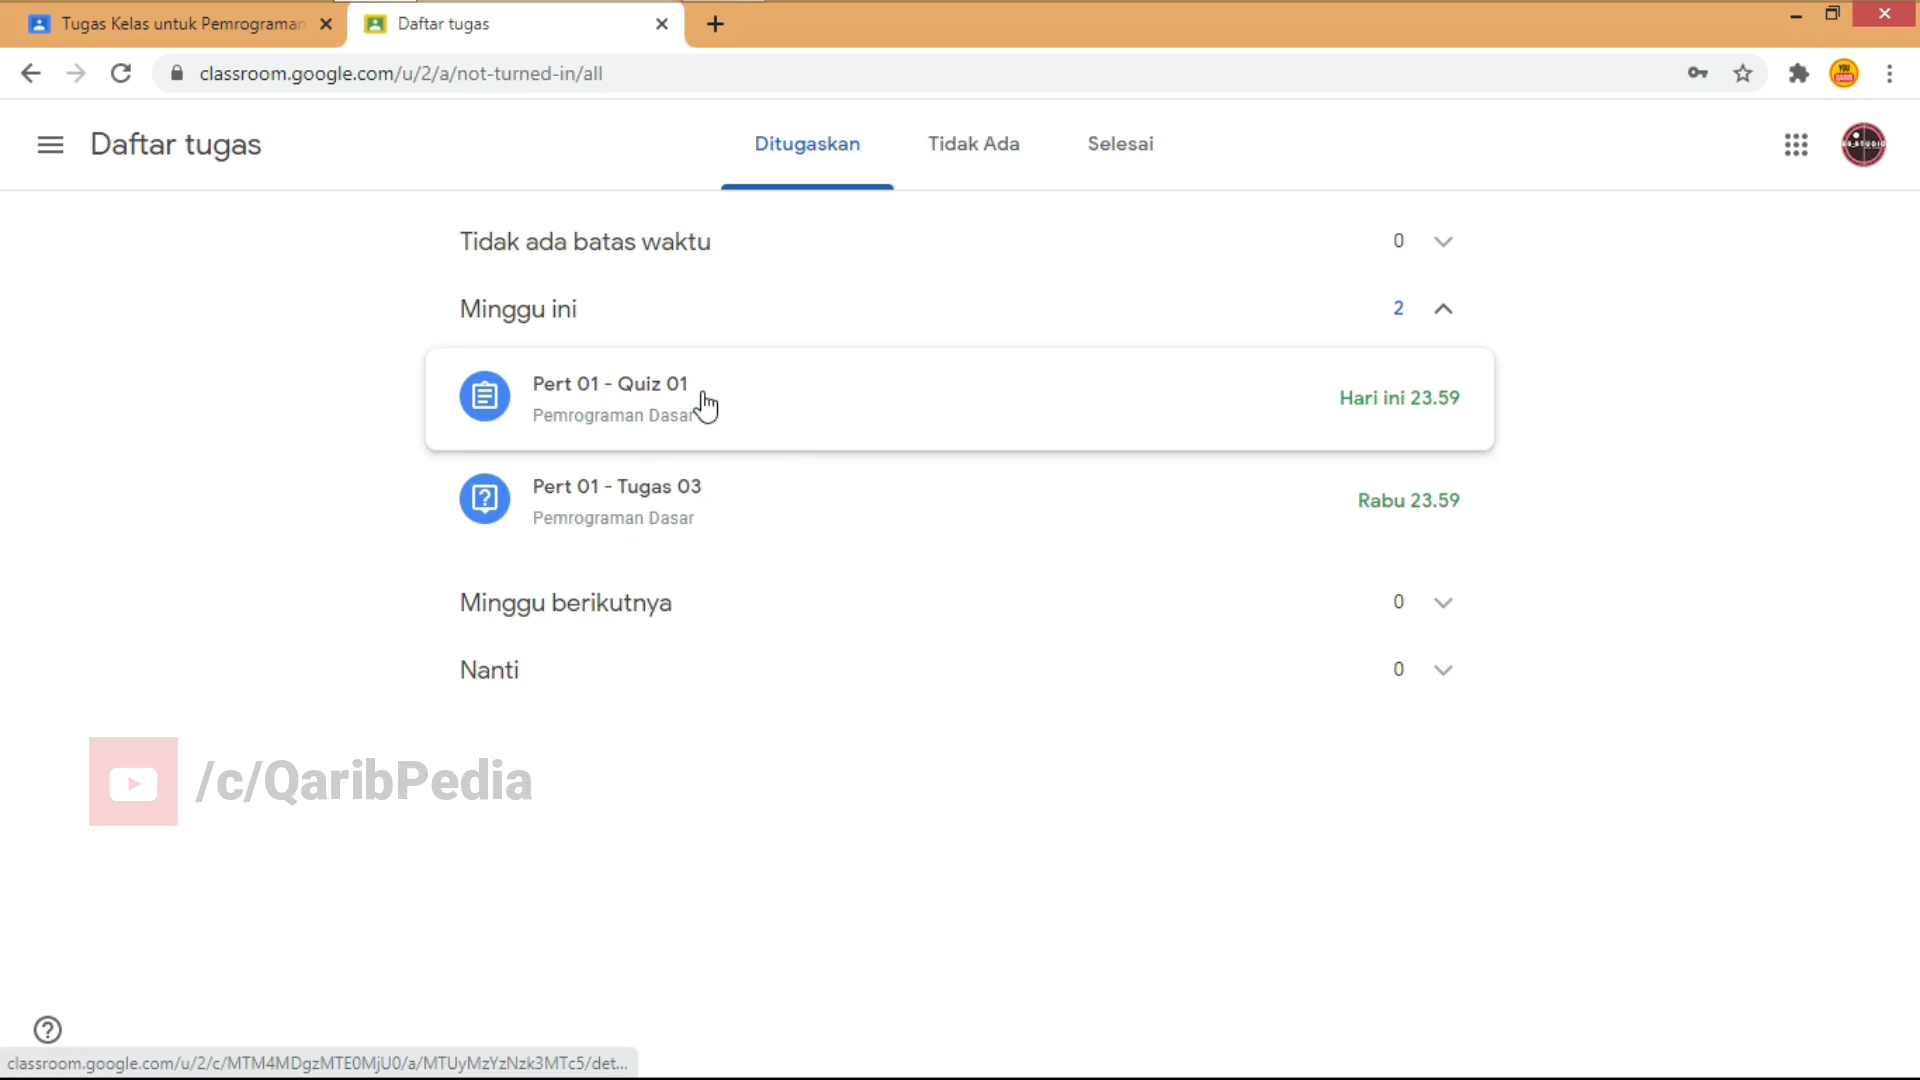 Tugas Kelas untuk Pemrograman
Daftar tugas
classroom.google.com/u/2/a/not-turned-in/all
Daftar tugas
Ditugaskan
Tidak Ada
Selesai
Tidak ada batas waktu
0
Minggu ini
2
Pert 01 - Quiz 01
Pemrograman Dasar
Hari ini 23.59
Pert 01 - Tugas 03
Pemrograman Dasar
Rabu 23.59
Minggu berikutnya
0
Nanti
0
/c/QaribPedia
classroom.google.com/u/2/c/MTM4MDgzMTE0MjU0/a/MTUyMzYzNzk3MTc5/det...